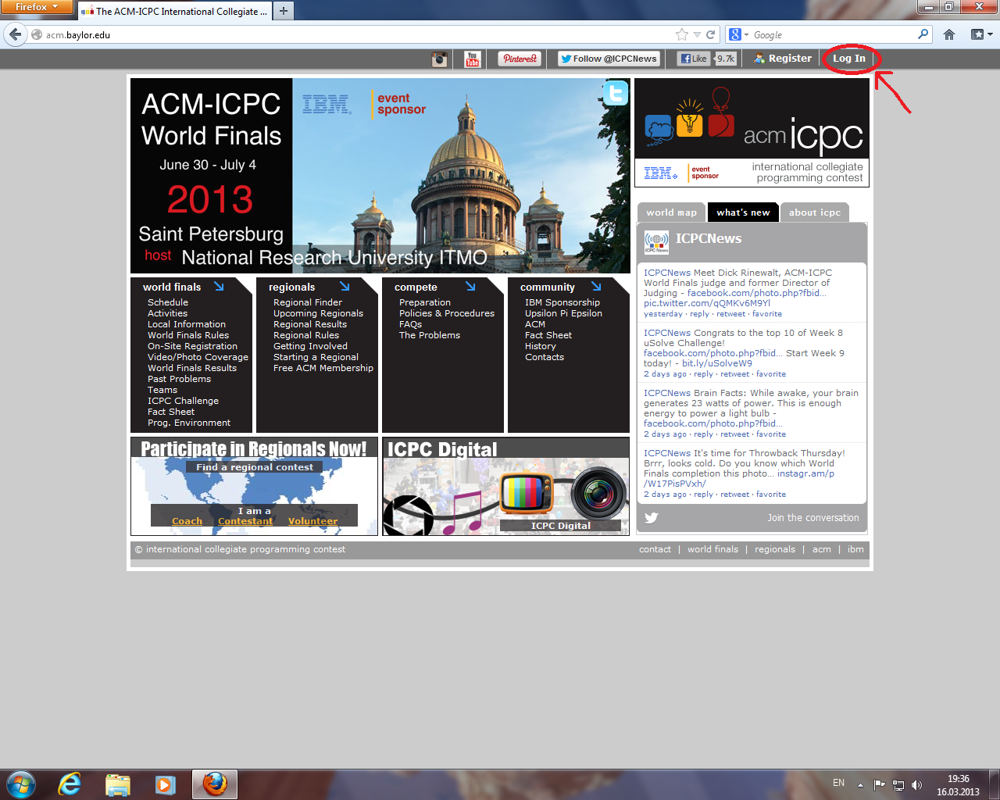 Firefox
The ACM-ICPC International Collegiate ...
acm.baylor.edu
Google
You Tube
Pinterest
Follow @ICPCNews
Like
9.7k
Register
Log In
ACM-ICPC
World Finals
June 30 - July 4
2013
Saint Petersburg
host National Research University ITMO
IBM
event
sponsor
acm icpc
IBM
event
sponsor
international collegiate
programming contest
world map
what's new
about icpc
ICPC News
ICPCNews
ICPCNews Meet Dick Rinewalt, ACM-ICPC
World Finals judge and former Director of
Judging - facebook.com/photo.php?fbid...
pic.twitter.com/qQMKv6M9Yl
yesterday · reply · retweet · favorite
ICPCNews Congrats to the top 10 of Week 8
uSolve Challenge!
facebook.com/photo.php?fbid... Start Week 9
today! - bit.ly/uSolveW9
2 days ago · reply · retweet · favorite
ICPCNews Brain Facts: While awake, your brain
generates 23 watts of power. This is enough
energy to power a light bulb -
facebook.com/photo.php?fbid...
2 days ago · reply · retweet · favorite
ICPCNews It's time for Throwback Thursday!
Brrr, looks cold. Do you know which World
Finals completion this photo... instagr.am/p
/W17PisPVxh/
2 days ago · reply · retweet · favorite
Join the conversation
world finals
Schedule
Activities
Local Information
World Finals Rules
On-Site Registration
Video/Photo Coverage
World Finals Results
Past Problems
Teams
ICPC Challenge
Fact Sheet
Prog. Environment
regionals
Regional Finder
Upcoming Regionals
Regional Results
Regional Rules
Getting Involved
Starting a Regional
Free ACM Membership
compete
Preparation
Policies & Procedures
FAQs
The Problems
community
IBM Sponsorship
Upsilon Pi Epsilon
ACM
Fact Sheet
History
Contacts
Participate in Regionals Now!
Find a regional contest
I am a
Coach Contestant Volunteer
ICPC Digital
ICPC Digital
© international collegiate programming contest
contact | world finals | regionals | acm | ibm
EN
19:36
16.03.2013